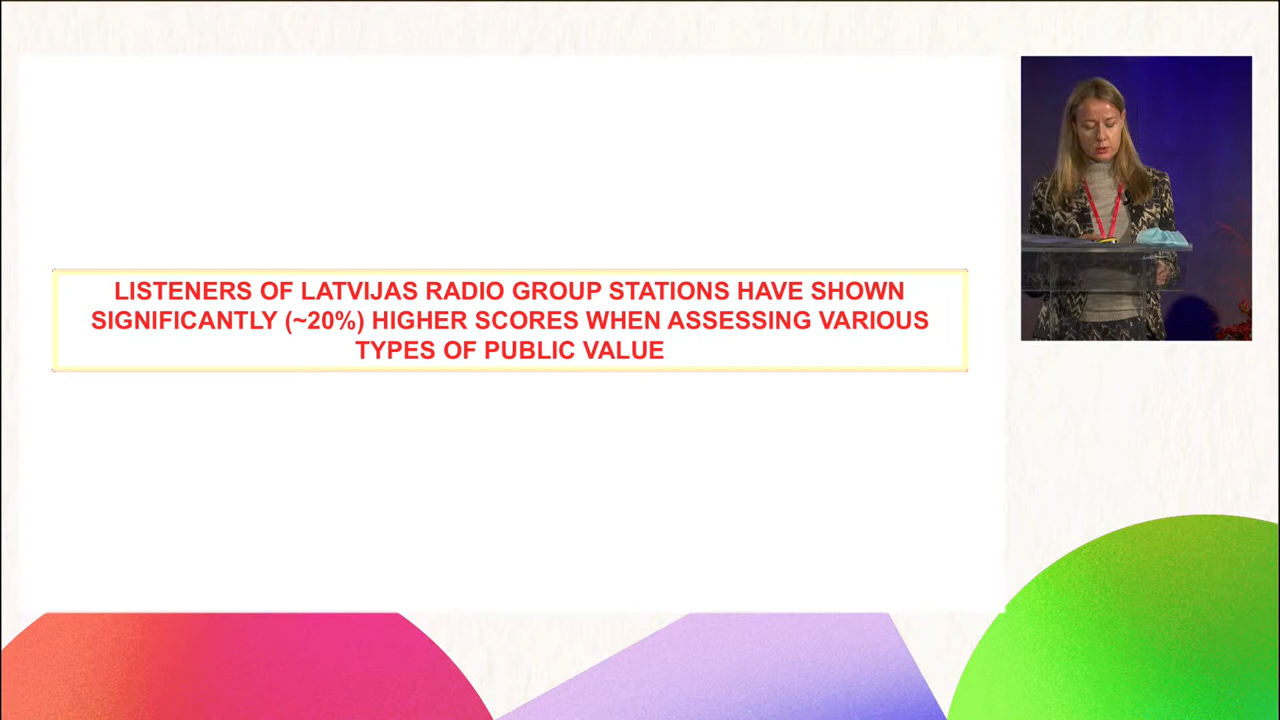 LISTENERS OF LATVIJAS RADIO GROUP STATIONS HAVE SHOWN
SIGNIFICANTLY (~20%) HIGHER SCORES WHEN ASSESSING VARIOUS
TYPES OF PUBLIC VALUE